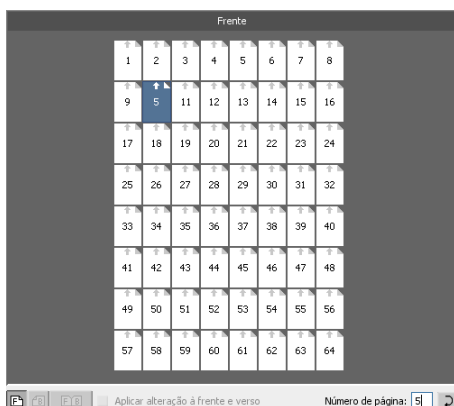 Frente
1 2 3 4 5 6 7 8
9 5 11 12 13 14 15 16
17 18 19 20 21 22 23 24
25 26 27 28 29 30 31 32
33 34 35 36 37 38 39 40
41 42 43 44 45 46 47 48
49 50 51 52 53 54 55 56
57 58 59 60 61 62 63 64
Aplicar alteração à frente e verso Número de página: 5